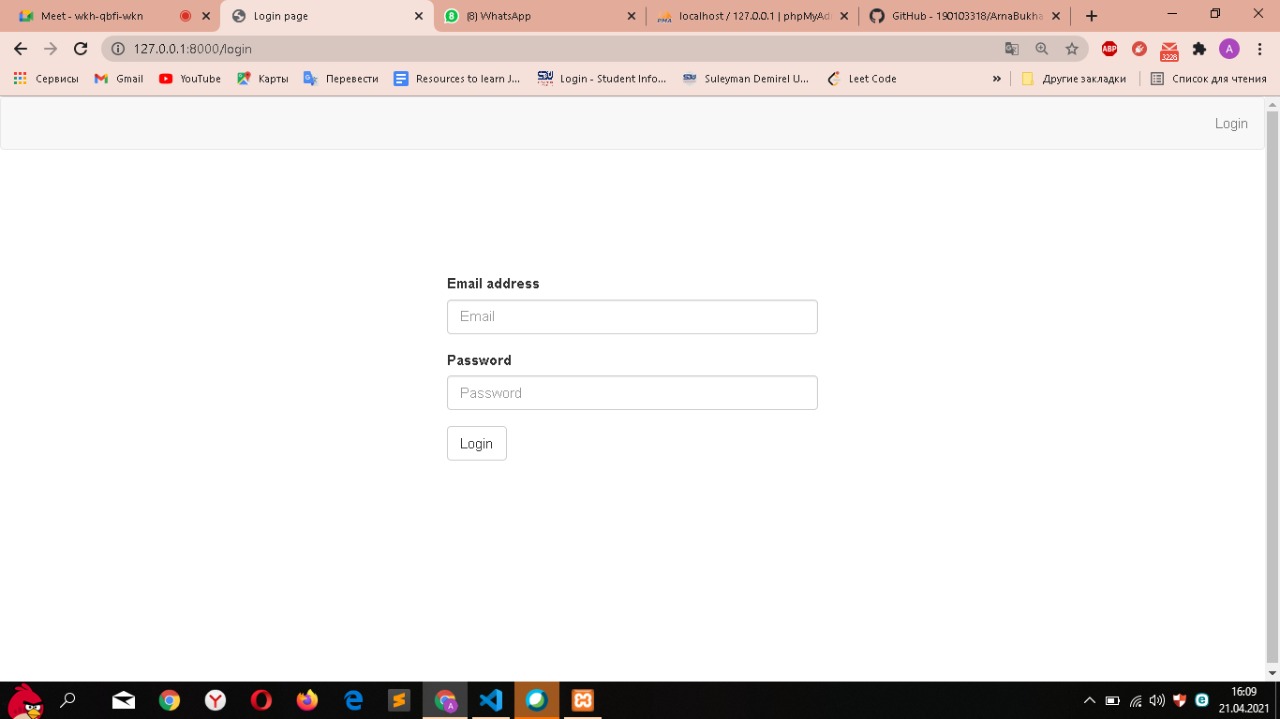 Meet - wkh-qbfi-wkn
Login page
(8) WhatsApp
localhost / 127.0.0.1 | phpMyAd
GitHub - 190103318/ArnaBukha
127.0.0.1:8000/login
ABP
3226
A
Сервисы
Gmail
YouTube
Карты
Перевести
Resources to learn J...
Login - Student Info...
Suleyman Demirel U...
Leet Code
»
Другие закладки
Список для чтения
Login
Email address
Email
Password
Password
Login
16:09
21.04.2021